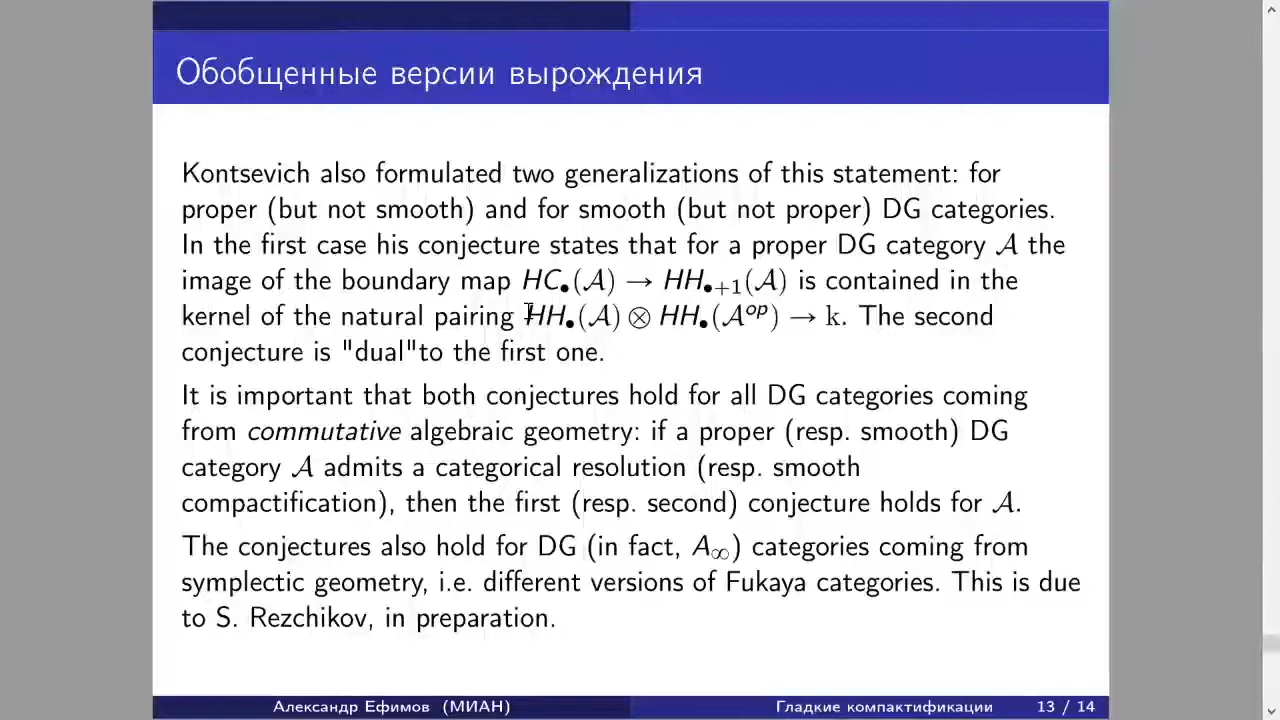 Обобщенные версии вырождения
Kontsevich also formulated two generalizations of this statement: for
proper (but not smooth) and for smooth (but not proper) DG categories.
In the first case his conjecture states that for a proper DG category 𝒜 the
image of the boundary map HC•(𝒜) → HH•+1(𝒜) is contained in the
kernel of the natural pairing HH•(𝒜) ⊗ HH•(𝒜ᵒᵖ) → k. The second
conjecture is "dual"to the first one.
It is important that both conjectures hold for all DG categories coming
from commutative algebraic geometry: if a proper (resp. smooth) DG
category 𝒜 admits a categorical resolution (resp. smooth
compactification), then the first (resp. second) conjecture holds for 𝒜.
The conjectures also hold for DG (in fact, A∞) categories coming from
symplectic geometry, i.e. different versions of Fukaya categories. This is due
to S. Rezchikov, in preparation.
Александр Ефимов (МИАН) Гладкие компактификации 13 / 14